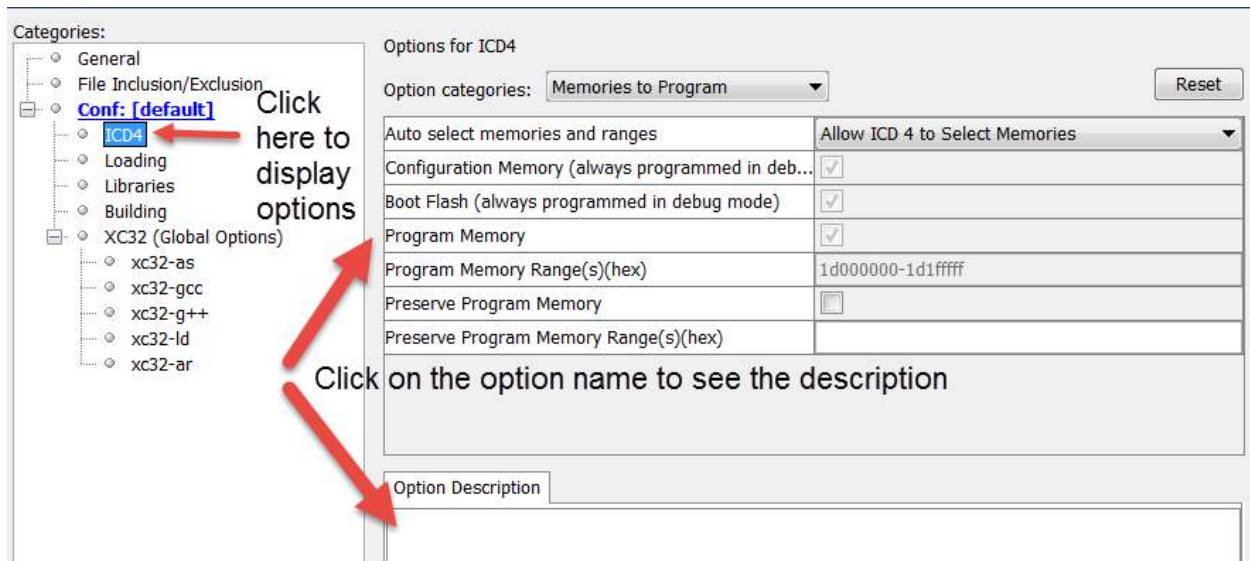 Categories:
General
File Inclusion/Exclusion
Conf: [default]
ICD4
Loading
Libraries
Building
XC32 (Global Options)
xc32-as
xc32-gcc
xc32-g++
xc32-ld
xc32-ar
Click
here to
display
options
Options for ICD4
Option categories: Memories to Program
Reset
Auto select memories and ranges Allow ICD 4 to Select Memories
Configuration Memory (always programmed in deb...
Boot Flash (always programmed in debug mode)
Program Memory
Program Memory Range(s)(hex) 1d000000-1d1fffff
Preserve Program Memory
Preserve Program Memory Range(s)(hex)
Click on the option name to see the description
Option Description